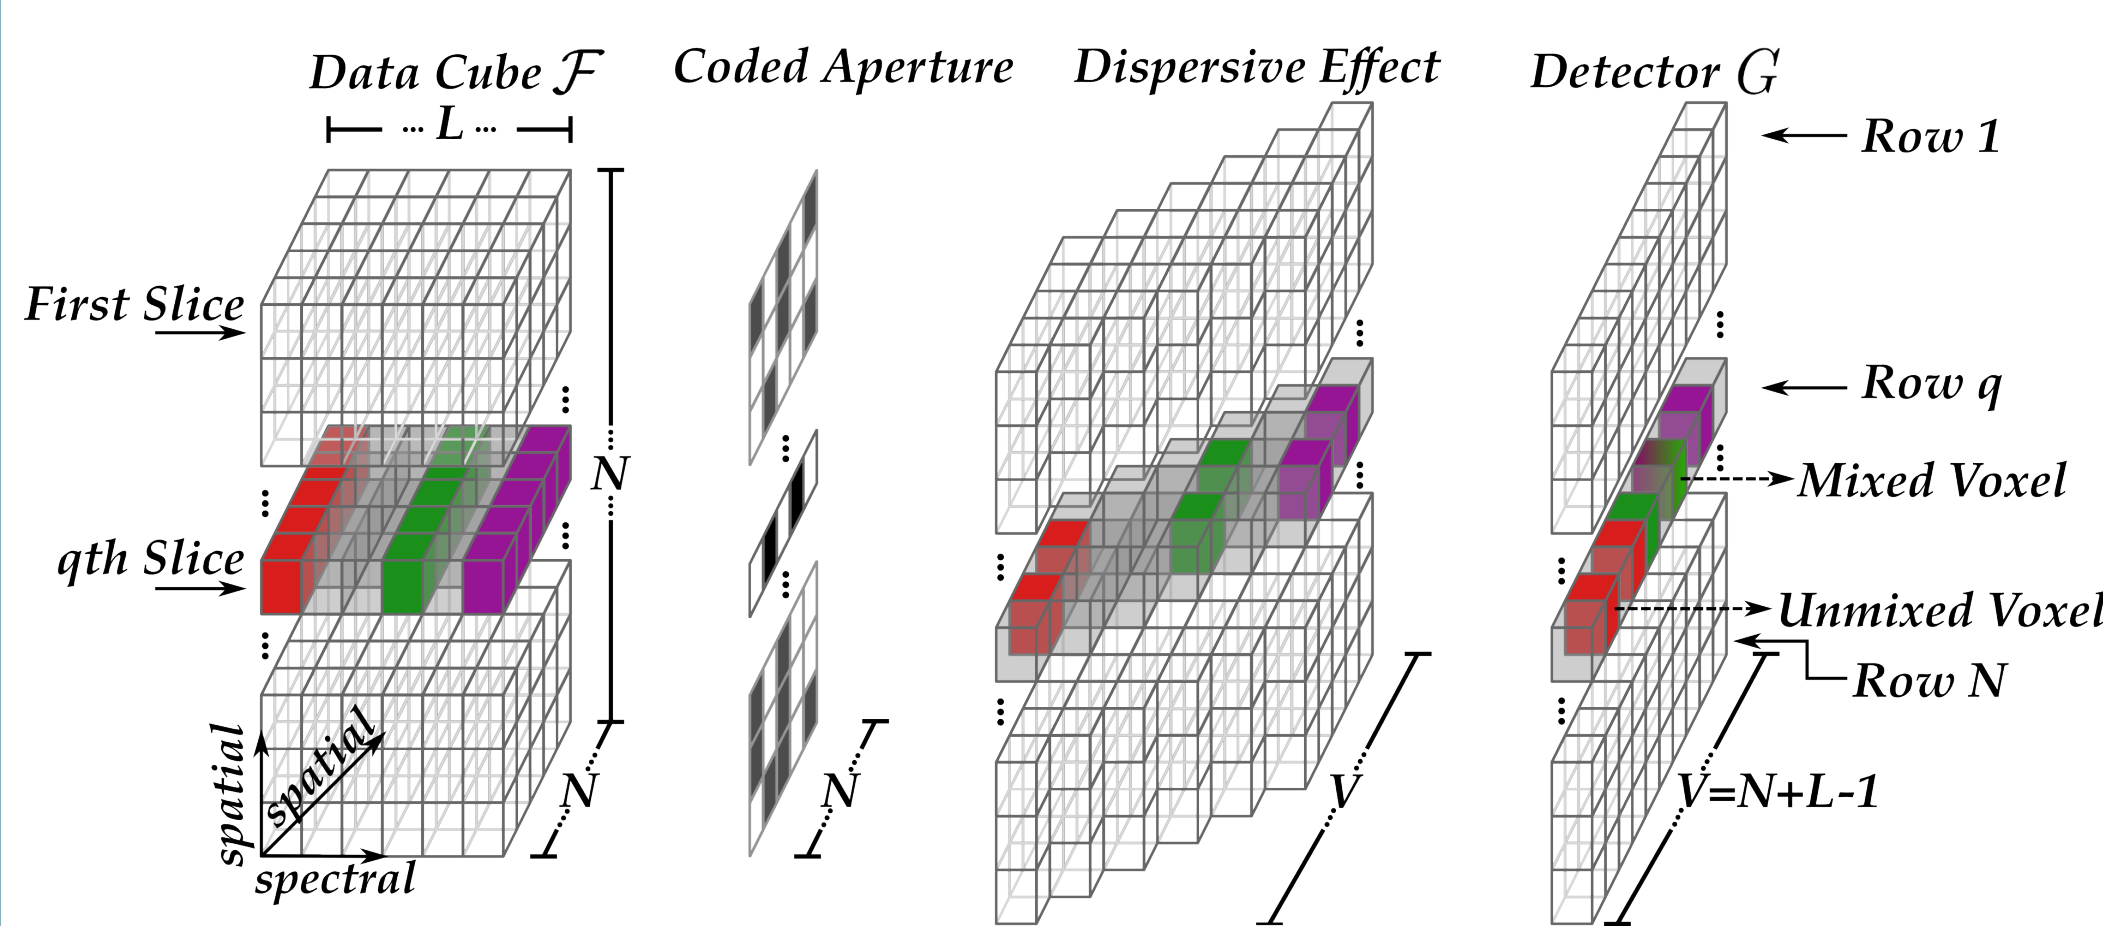 Data Cube ℱ
Coded Aperture
Dispersive Effect
Detector G
... L ...
Row 1
First Slice
Row q
N
Mixed Voxel
qth Slice
Unmixed Voxel
Row N
spatial
spatial
spectral
N
N
V
V=N+L-1